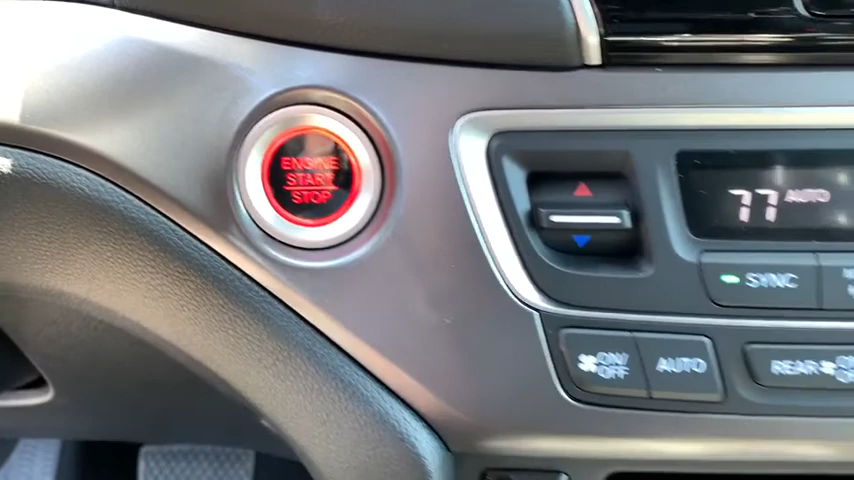 ENGINE
START
STOP
77 AUTO
SYNC
ON/
OFF
AUTO
REAR